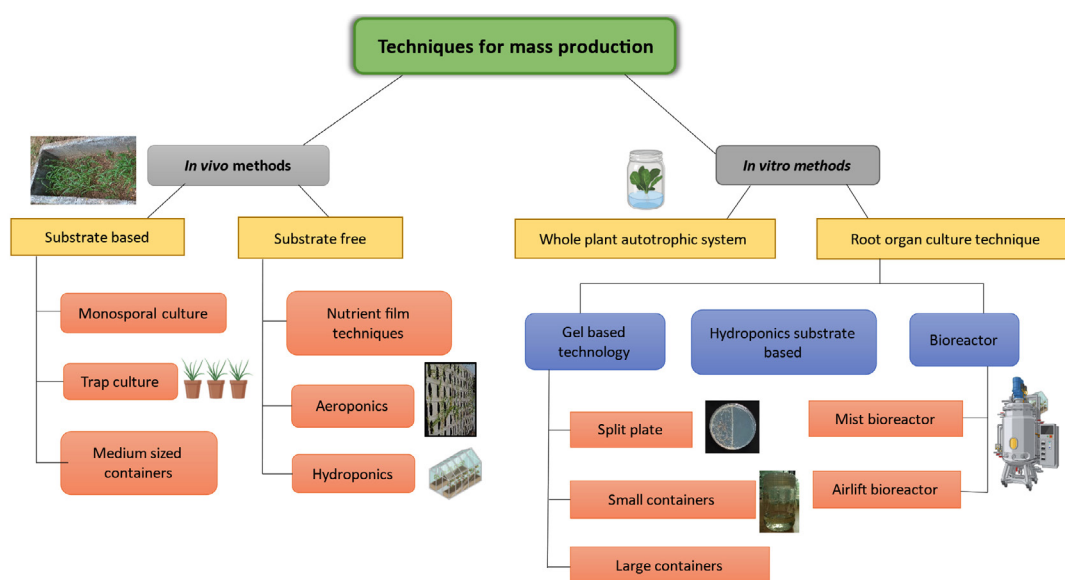 Techniques for mass production
In vivo methods
In vitro methods
Substrate based
Substrate free
Whole plant autotrophic system
Root organ culture technique
Monosporal culture
Trap culture
Medium sized
containers
Nutrient film
techniques
Aeroponics
Hydroponics
Gel based
technology
Hydroponics substrate
based
Bioreactor
Split plate
Small containers
Large containers
Mist bioreactor
Airlift bioreactor